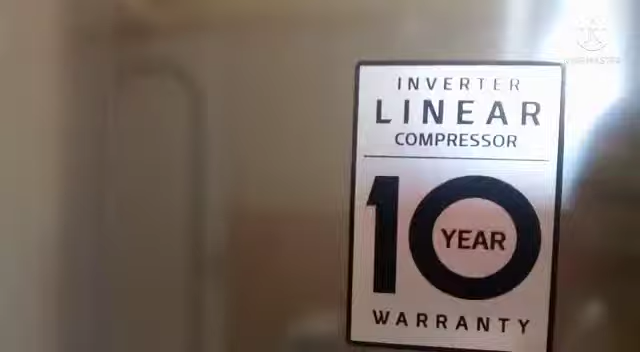 INVERTER
LINEAR
COMPRESSOR
10
YEAR
WARRANTY